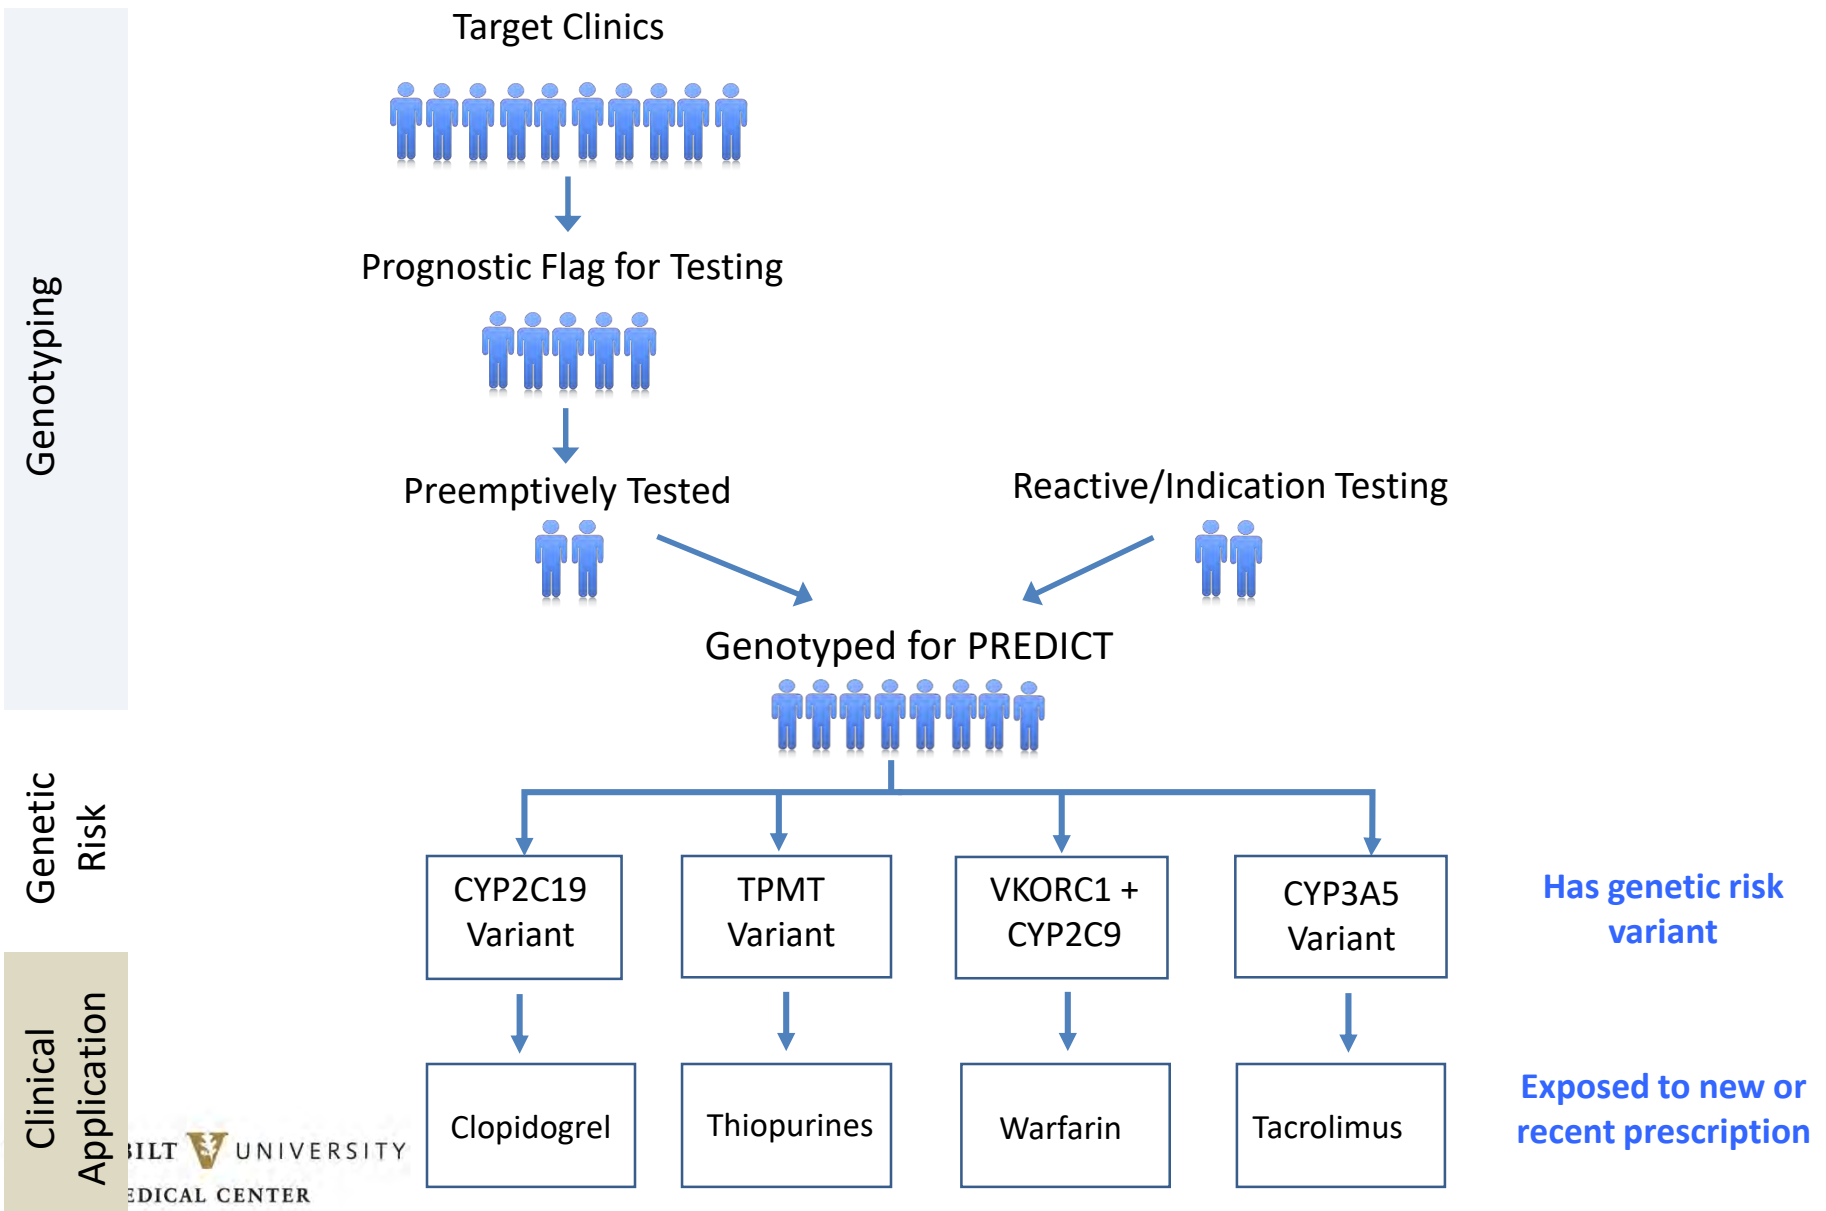 Target Clinics
Prognostic Flag for Testing
Preemptively Tested
Reactive/Indication Testing
Genotyped for PREDICT
Genotyping
Genetic
Risk
CYP2C19
Variant
TPMT
Variant
VKORC1 +
CYP2C9
CYP3A5
Variant
Has genetic risk
variant
Clinical
Application
Clopidogrel
Thiopurines
Warfarin
Tacrolimus
Exposed to new or
recent prescription
BILT V UNIVERSITY
EDICAL CENTER